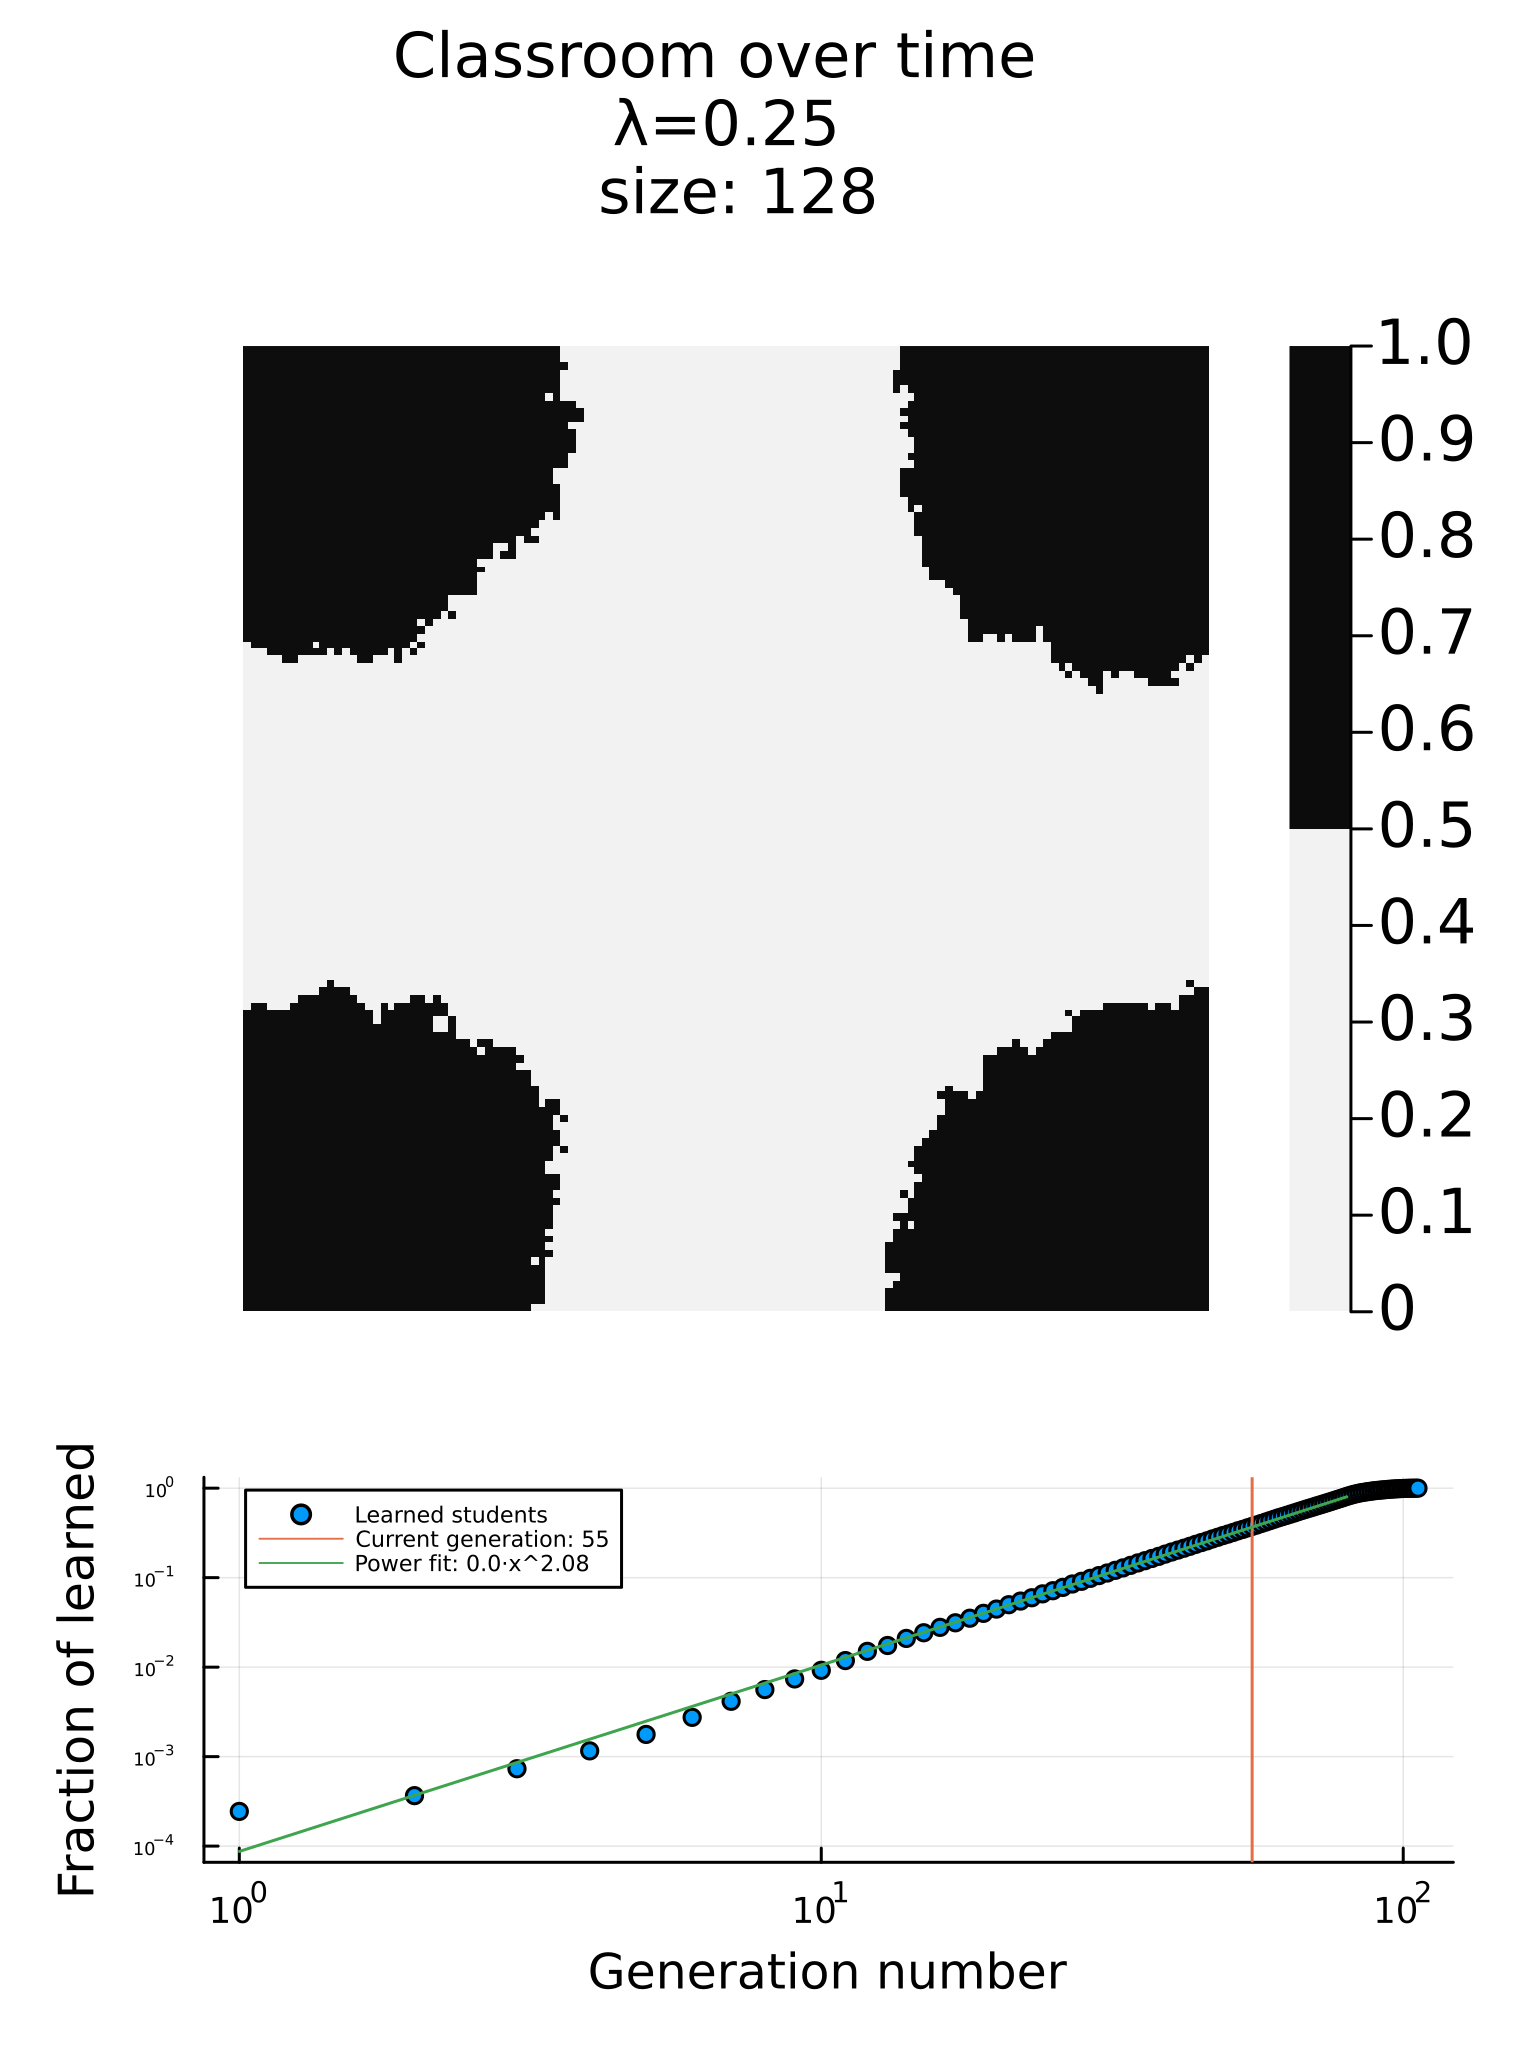 Classroom over time
λ=0.25
size: 128
1.0
0.9
0.8
0.7
0.6
0.5
0.4
0.3
0.2
0.1
0
Fraction of learned
10^0
10^-1
10^-2
10^-3
10^-4
Learned students
Current generation: 55
Power fit: 0.0·x^2.08
10^0 10^1 10^2
Generation number